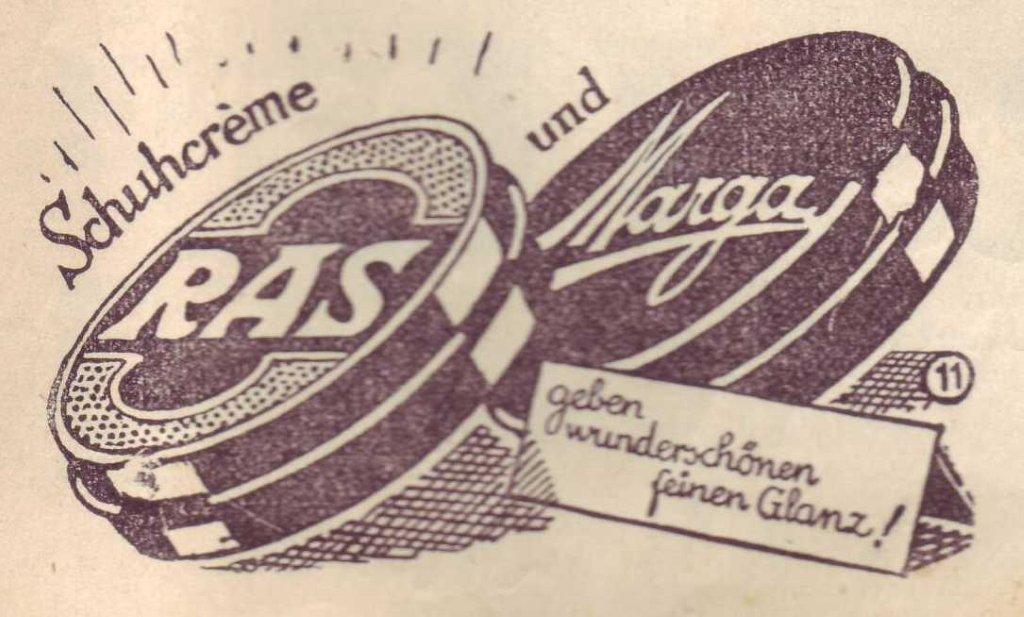 Schuhcrème
RAS
und
Marga
11
geben
wunderschönen
feinen Glanz!